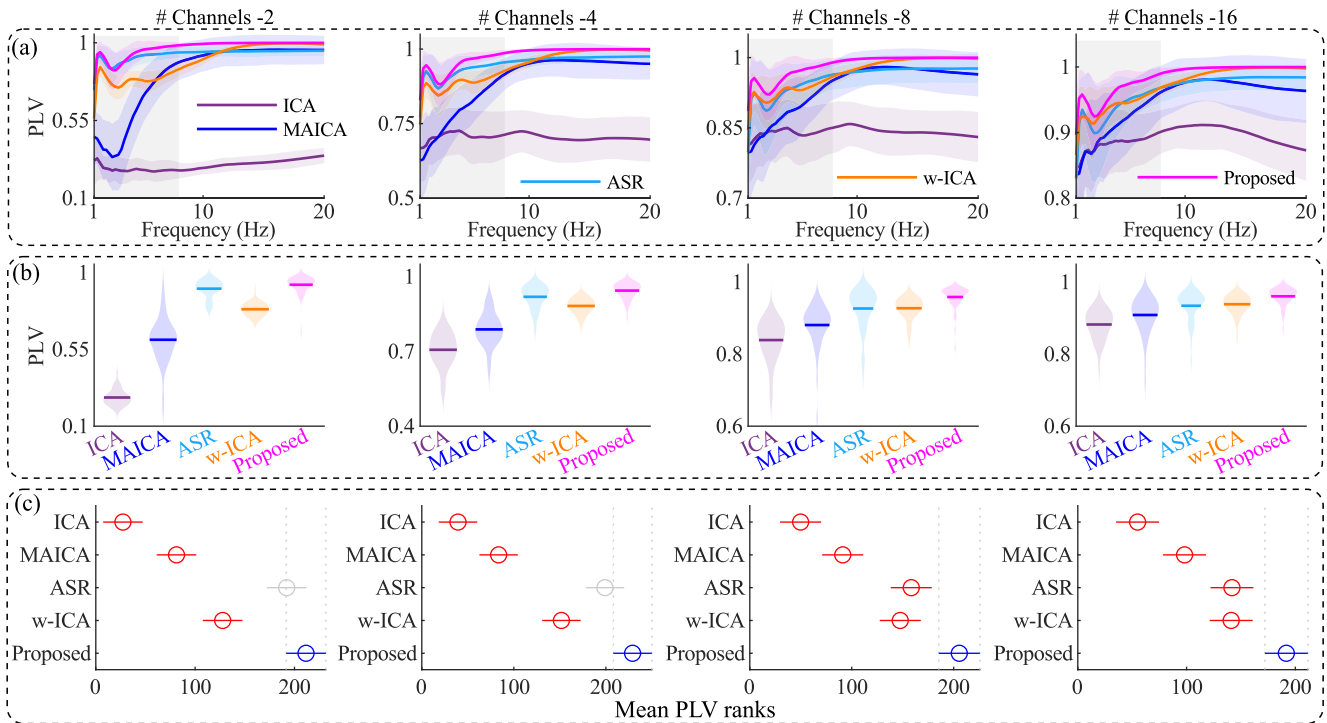 # Channels -2 # Channels -4 # Channels -8 # Channels -16
(a)
PLV
1
0.55
0.1
ICA
MAICA
1 10 20
Frequency (Hz)
1
0.75
0.5
ASR
1 10 20
Frequency (Hz)
1
0.85
0.7
w-ICA
1 10 20
Frequency (Hz)
1
0.9
0.8
Proposed
1 10 20
Frequency (Hz)
(b)
PLV
1
0.55
0.1
ICA MAICA ASR w-ICA Proposed
1
0.7
0.4
ICA MAICA ASR w-ICA Proposed
1
0.8
0.6
ICA MAICA ASR w-ICA Proposed
1
0.8
0.6
ICA MAICA ASR w-ICA Proposed
(c)
ICA
MAICA
ASR
w-ICA
Proposed
0 100 200
ICA
MAICA
ASR
w-ICA
Proposed
0 100 200
ICA
MAICA
ASR
w-ICA
Proposed
0 100 200
ICA
MAICA
ASR
w-ICA
Proposed
0 100 200
Mean PLV ranks